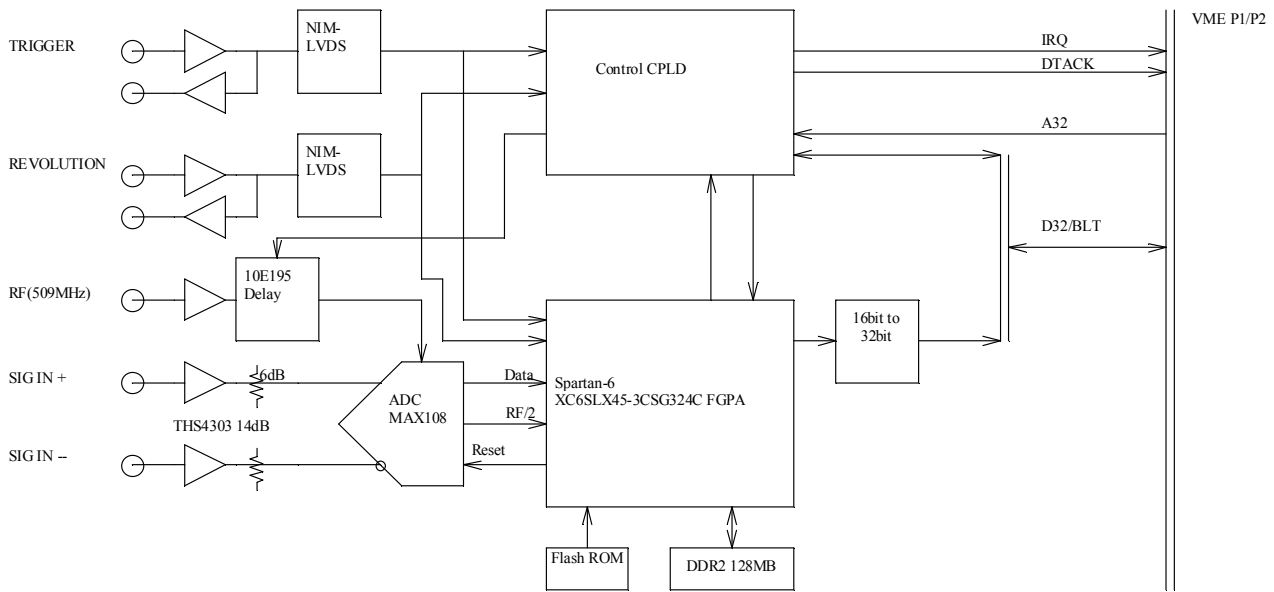 VME P1/P2
TRIGGER
NIM-
LVDS
Control CPLD
IRQ
DTACK
A32
REVOLUTION
NIM-
LVDS
D32/BLT
RF(509MHz)
10E195
Delay
16bit to
32bit
SIG IN +
6dB
ADC
MAX108
Data
Spartan-6
XC6SLX45-3CSG324C FGPA
RF/2
THS4303 14dB
SIG IN --
Reset
Flash ROM
DDR2 128MB